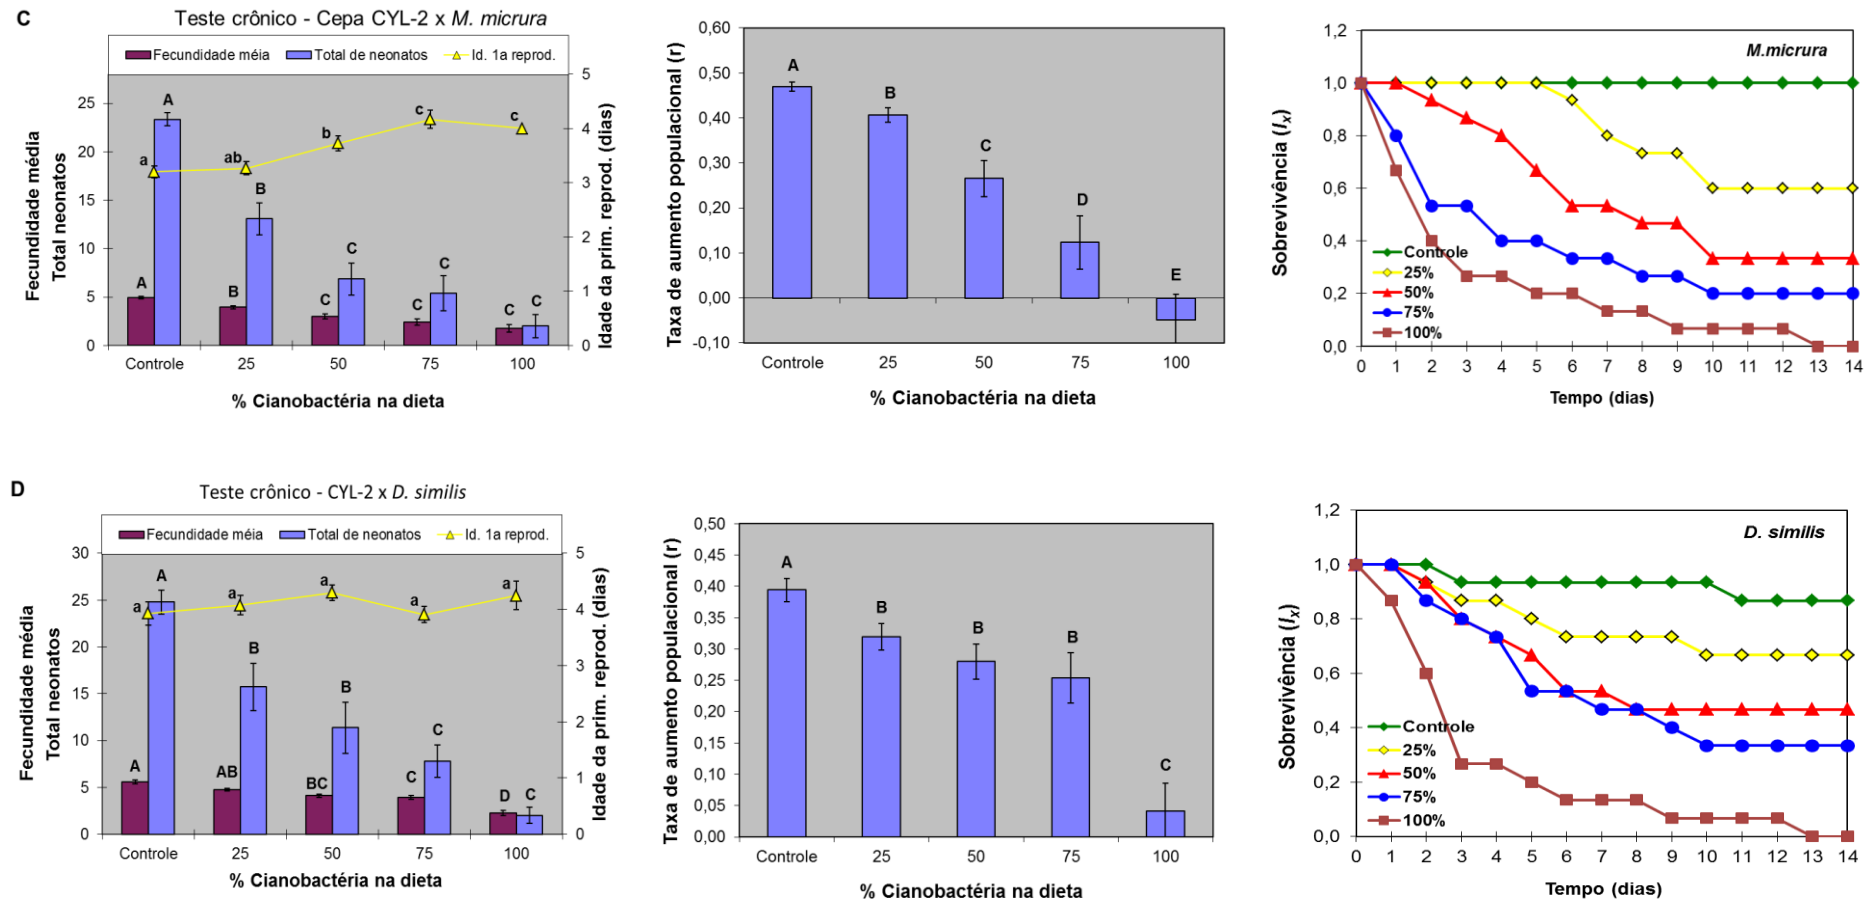 C
Teste crônico - Cepa CYL-2 x M. micrura
Fecundidade méia
Total de neonatos
Id. 1a reprod.
Fecundidade média
Total neonatos
25
20
15
10
5
0
5
4
3
2
1
0
Idade da prim. reprod. (dias)
A
B
C
C
C
A
B
C
C
C
a
ab
b
c
c
Controle
25
50
75
100
% Cianobactéria na dieta
Taxa de aumento populacional (r)
0,60
0,50
0,40
0,30
0,20
0,10
0,00
-0,10
A
B
C
D
E
Controle
25
50
75
100
% Cianobactéria na dieta
M.micrura
Sobrevivência (lx)
1,2
1,0
0,8
0,6
0,4
0,2
0,0
Controle
25%
50%
75%
100%
0 1 2 3 4 5 6 7 8 9 10 11 12 13 14
Tempo (dias)
D
Teste crônico - CYL-2 x D. similis
Fecundidade méia
Total de neonatos
Id. 1a reprod.
Fecundidade média
Total neonatos
30
25
20
15
10
5
0
5
4
3
2
1
0
Idade da prim. reprod. (dias)
A
AB
BC
C
D
A
B
B
C
C
a
a
a
a
a
Controle
25
50
75
100
% Cianobactéria na dieta
Taxa de aumento populacional (r)
0,50
0,45
0,40
0,35
0,30
0,25
0,20
0,15
0,10
0,05
0,00
A
B
B
B
C
Controle
25
50
75
100
% Cianobactéria na dieta
D. similis
Sobrevivência (lx)
1,2
1,0
0,8
0,6
0,4
0,2
0,0
Controle
25%
50%
75%
100%
0 1 2 3 4 5 6 7 8 9 10 11 12 13 14
Tempo (dias)